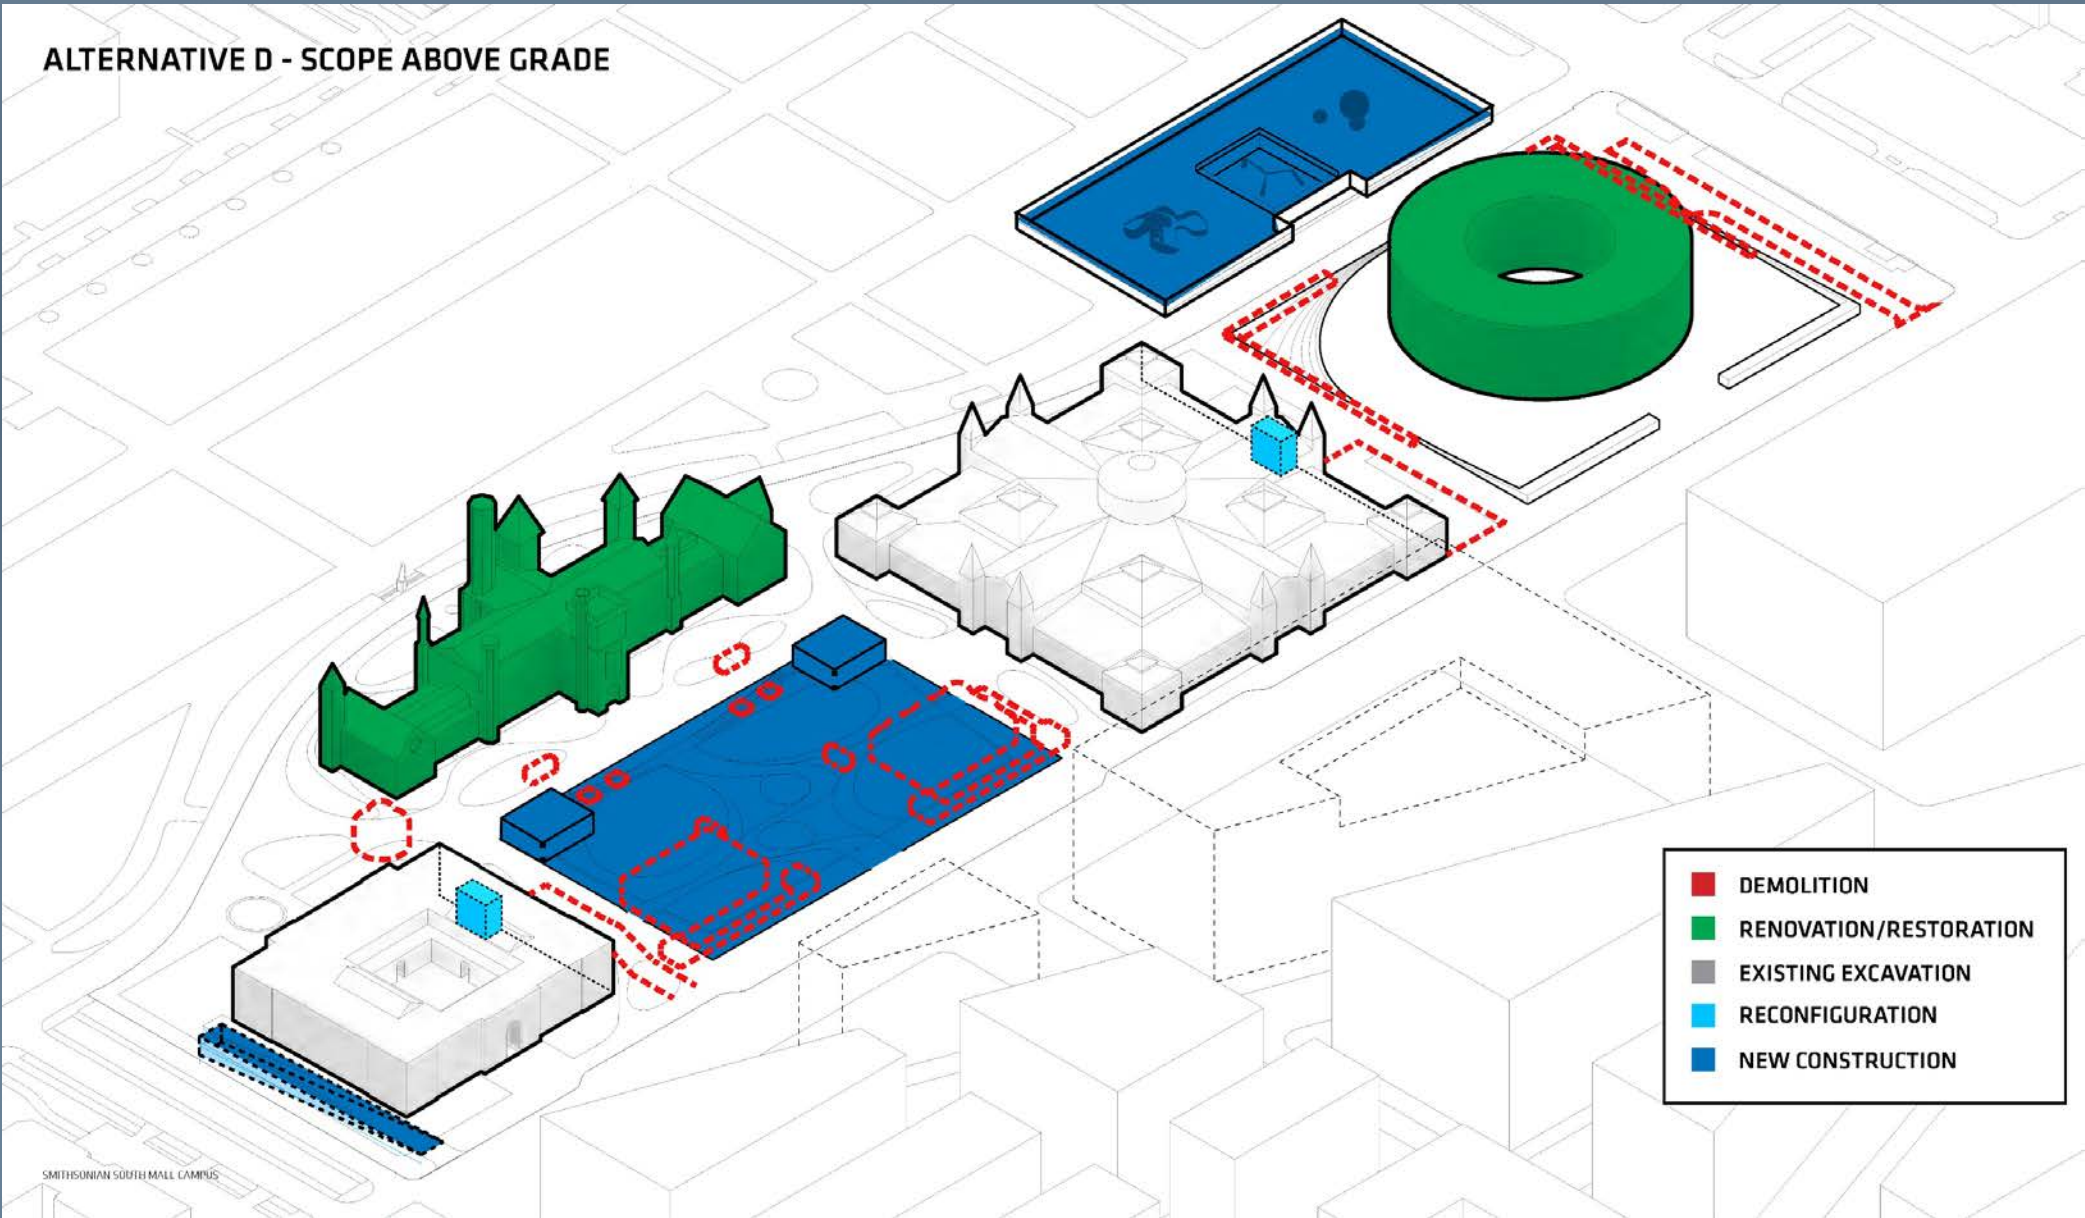 ALTERNATIVE D - SCOPE ABOVE GRADE
DEMOLITION
RENOVATION/RESTORATION
EXISTING EXCAVATION
RECONFIGURATION
NEW CONSTRUCTION
SMITHSONIAN SOUTH MALL CAMPUS